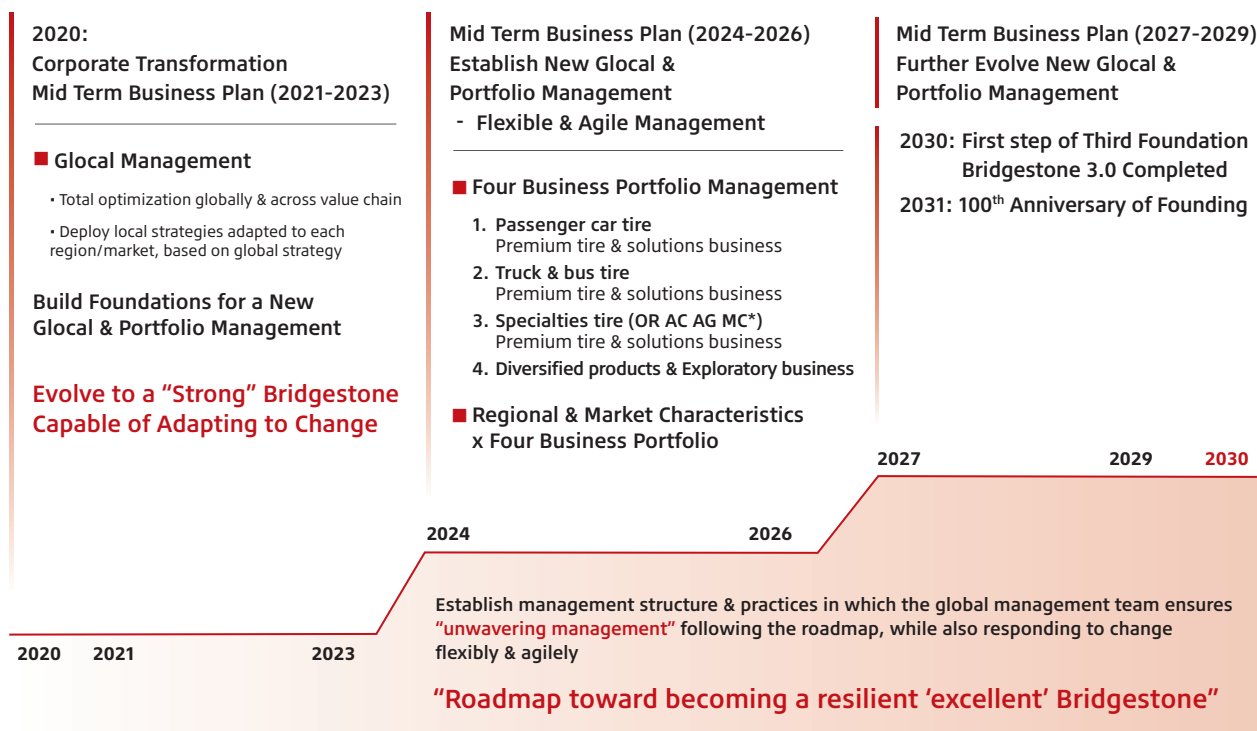 2020:
Corporate Transformation
Mid Term Business Plan (2021-2023)
■ Glocal Management
• Total optimization globally & across value chain
• Deploy local strategies adapted to each
region/market, based on global strategy
Build Foundations for a New
Glocal & Portfolio Management
Evolve to a “Strong” Bridgestone
Capable of Adapting to Change
Mid Term Business Plan (2024-2026)
Establish New Glocal &
Portfolio Management
- Flexible & Agile Management
■ Four Business Portfolio Management
1. Passenger car tire
Premium tire & solutions business
2. Truck & bus tire
Premium tire & solutions business
3. Specialties tire (OR AC AG MC*)
Premium tire & solutions business
4. Diversified products & Exploratory business
■ Regional & Market Characteristics
x Four Business Portfolio
Mid Term Business Plan (2027-2029)
Further Evolve New Glocal &
Portfolio Management
2030: First step of Third Foundation
Bridgestone 3.0 Completed
2031: 100th Anniversary of Founding
2027 2029 2030
2024 2026
2020 2021 2023
Establish management structure & practices in which the global management team ensures
“unwavering management” following the roadmap, while also responding to change
flexibly & agilely
“Roadmap toward becoming a resilient ‘excellent’ Bridgestone”